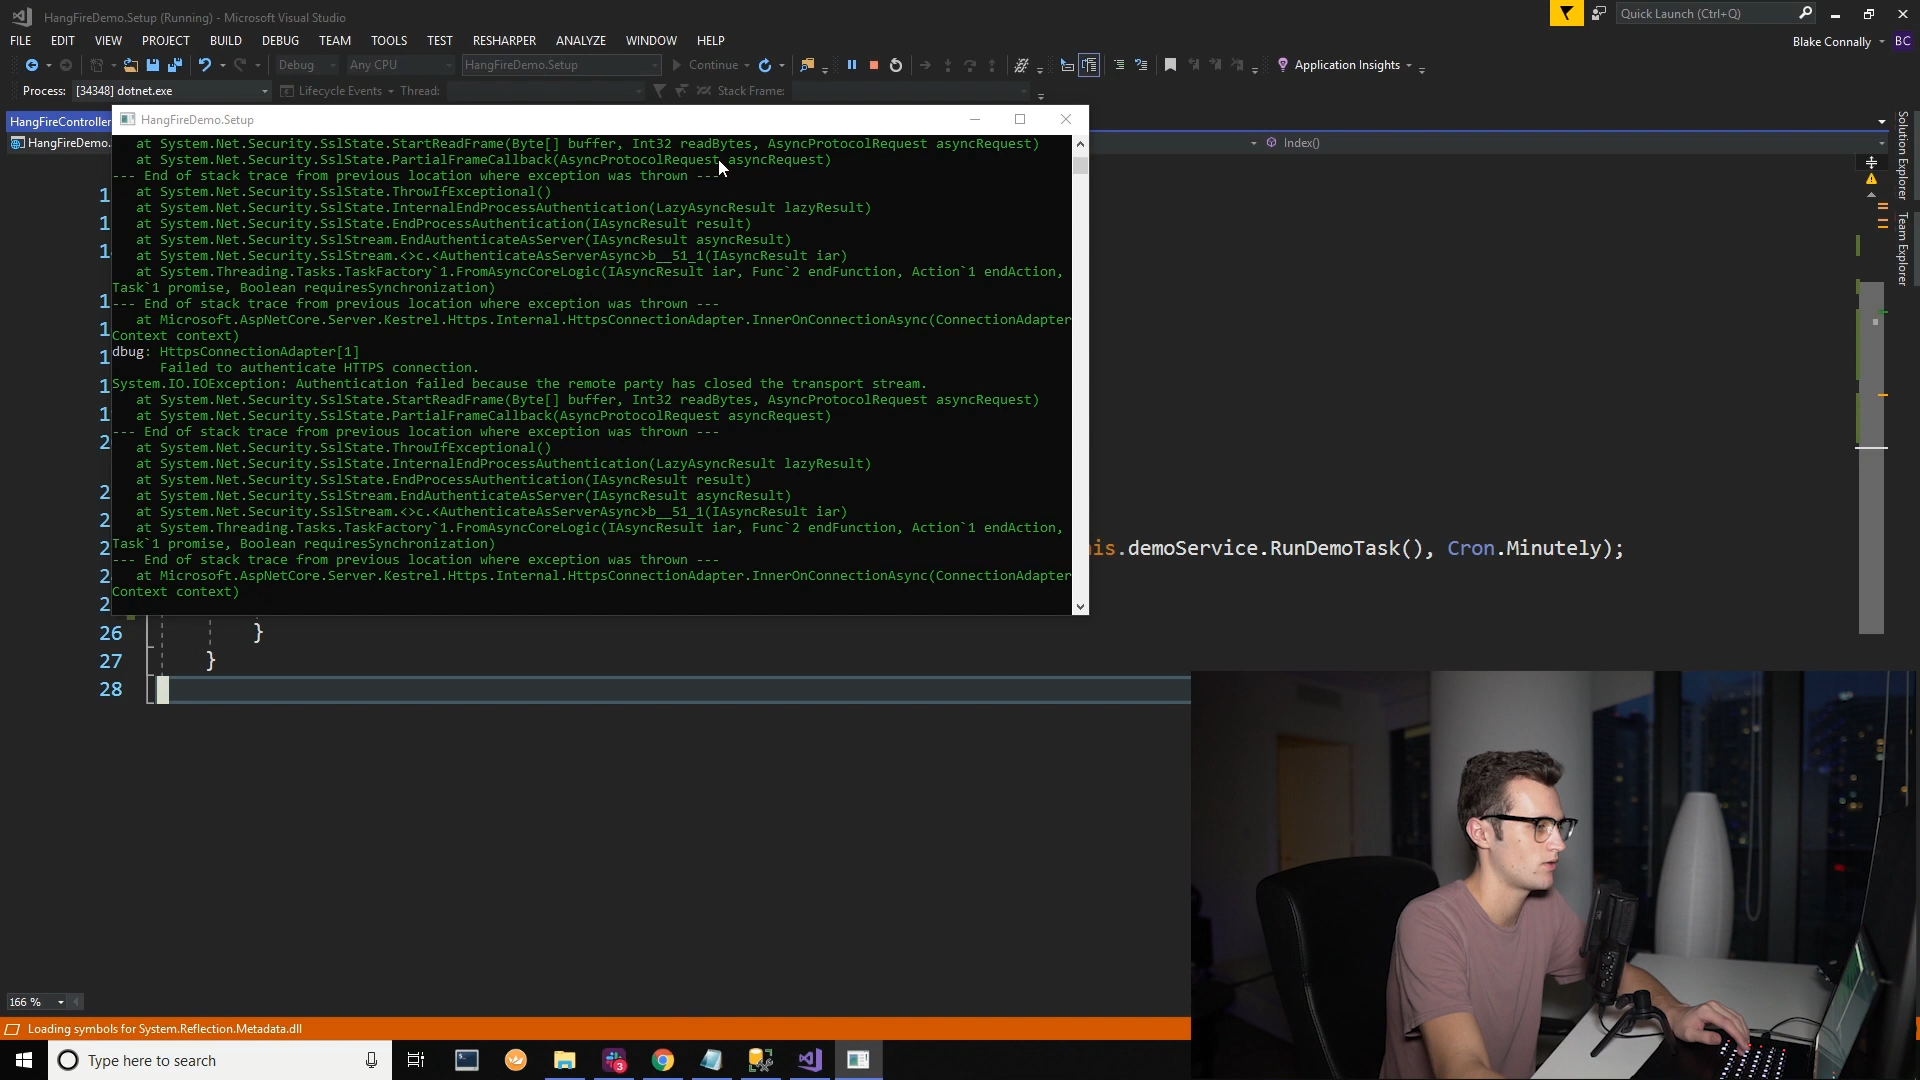 HangFireDemo.Setup (Running) - Microsoft Visual Studio
Quick Launch (Ctrl+Q)
FILE EDIT VIEW PROJECT BUILD DEBUG TEAM TOOLS TEST RESHARPER ANALYZE WINDOW HELP
Blake Connally BC
Debug Any CPU HangFireDemo.Setup Continue Application Insights
Process: [34348] dotnet.exe Lifecycle Events Thread: Stack Frame:
HangFireController
HangFireDemo.Setup
HangFireDemo.
Index()
Solution Explorer
Team Explorer
at System.Net.Security.SslState.StartReadFrame(Byte[] buffer, Int32 readBytes, AsyncProtocolRequest asyncRequest)
at System.Net.Security.SslState.PartialFrameCallback(AsyncProtocolRequest asyncRequest)
--- End of stack trace from previous location where exception was thrown ---
at System.Net.Security.SslState.ThrowIfExceptional()
at System.Net.Security.SslState.InternalEndProcessAuthentication(LazyAsyncResult lazyResult)
at System.Net.Security.SslState.EndProcessAuthentication(IAsyncResult result)
at System.Net.Security.SslStream.EndAuthenticateAsServer(IAsyncResult asyncResult)
at System.Net.Security.SslStream.<>c.<AuthenticateAsServerAsync>b__51_1(IAsyncResult iar)
at System.Threading.Tasks.TaskFactory`1.FromAsyncCoreLogic(IAsyncResult iar, Func`2 endFunction, Action`1 endAction,
Task`1 promise, Boolean requiresSynchronization)
--- End of stack trace from previous location where exception was thrown ---
at Microsoft.AspNetCore.Server.Kestrel.Https.Internal.HttpsConnectionAdapter.InnerOnConnectionAsync(ConnectionAdapter
Context context)
dbug: HttpsConnectionAdapter[1]
Failed to authenticate HTTPS connection.
System.IO.IOException: Authentication failed because the remote party has closed the transport stream.
at System.Net.Security.SslState.StartReadFrame(Byte[] buffer, Int32 readBytes, AsyncProtocolRequest asyncRequest)
at System.Net.Security.SslState.PartialFrameCallback(AsyncProtocolRequest asyncRequest)
--- End of stack trace from previous location where exception was thrown ---
at System.Net.Security.SslState.ThrowIfExceptional()
at System.Net.Security.SslState.InternalEndProcessAuthentication(LazyAsyncResult lazyResult)
at System.Net.Security.SslState.EndProcessAuthentication(IAsyncResult result)
at System.Net.Security.SslStream.EndAuthenticateAsServer(IAsyncResult asyncResult)
at System.Net.Security.SslStream.<>c.<AuthenticateAsServerAsync>b__51_1(IAsyncResult iar)
at System.Threading.Tasks.TaskFactory`1.FromAsyncCoreLogic(IAsyncResult iar, Func`2 endFunction, Action`1 endAction,
Task`1 promise, Boolean requiresSynchronization)
--- End of stack trace from previous location where exception was thrown ---
at Microsoft.AspNetCore.Server.Kestrel.Https.Internal.HttpsConnectionAdapter.InnerOnConnectionAsync(ConnectionAdapter
Context context)
is.demoService.RunDemoTask(), Cron.Minutely);
26 }
27 }
28
166 %
Loading symbols for System.Reflection.Metadata.dll
Type here to search
3